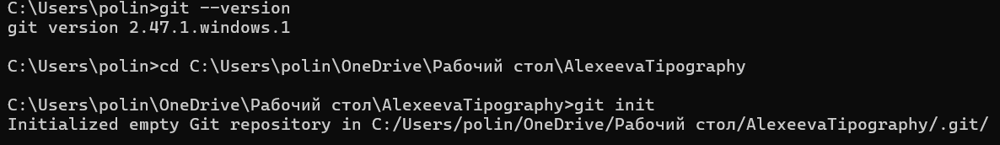 C:\Users\polin>git --version
git version 2.47.1.windows.1
C:\Users\polin>cd C:\Users\polin\OneDrive\Рабочий стол\AlexeevaTipography
C:\Users\polin\OneDrive\Рабочий стол\AlexeevaTipography>git init
Initialized empty Git repository in C:/Users/polin/OneDrive/Рабочий стол/AlexeevaTipography/.git/